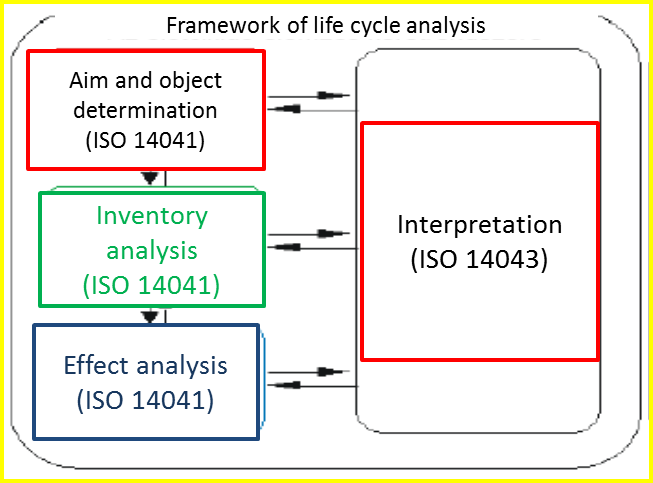 Framework of life cycle analysis
Aim and object
determination
(ISO 14041)
Inventory
analysis
(ISO 14041)
Effect analysis
(ISO 14041)
Interpretation
(ISO 14043)